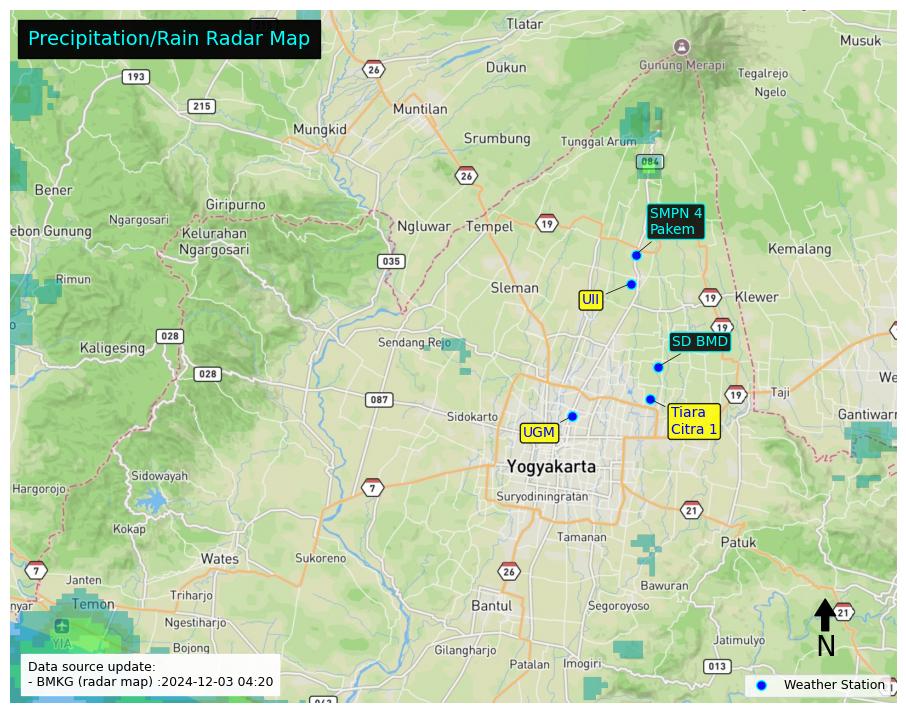 Precipitation/Rain Radar Map
Tlatar
Musuk
26
Dukun
Gunung Merapi
Tegalrejo
193
Ngelo
215
Muntilan
Mungkid
Srumbung
Tunggal Arum
084
26
Bener
Giripurno
Ngargosari
SMPN 4
Pakem
Ngluwar
Tempel
19
ebon Gunung
Kelurahan
Ngargosari
Kemalang
035
Rimun
Sleman
UII
19
Klewer
19
028
Kaligesing
Sendang Rejo
SD BMD
028
We
087
19
Taji
Sidokarto
Tiara
Citra 1
Gantiwarn
UGM
Yogyakarta
Sidowayah
Hargorojo
7
Suryodiningratan
21
Kokap
Tamanan
Patuk
Wates
Sukoreno
7
26
Janten
Bawuran
Triharjo
nyar
Temon
Bantul
Segoroyoso
21
Ngestiharjo
YIA
Jatimulyo
N
Bojong
Gilangharjo
Patalan
Imogiri
013
Data source update:
- BMKG (radar map) :2024-12-03 04:20
Weather Station